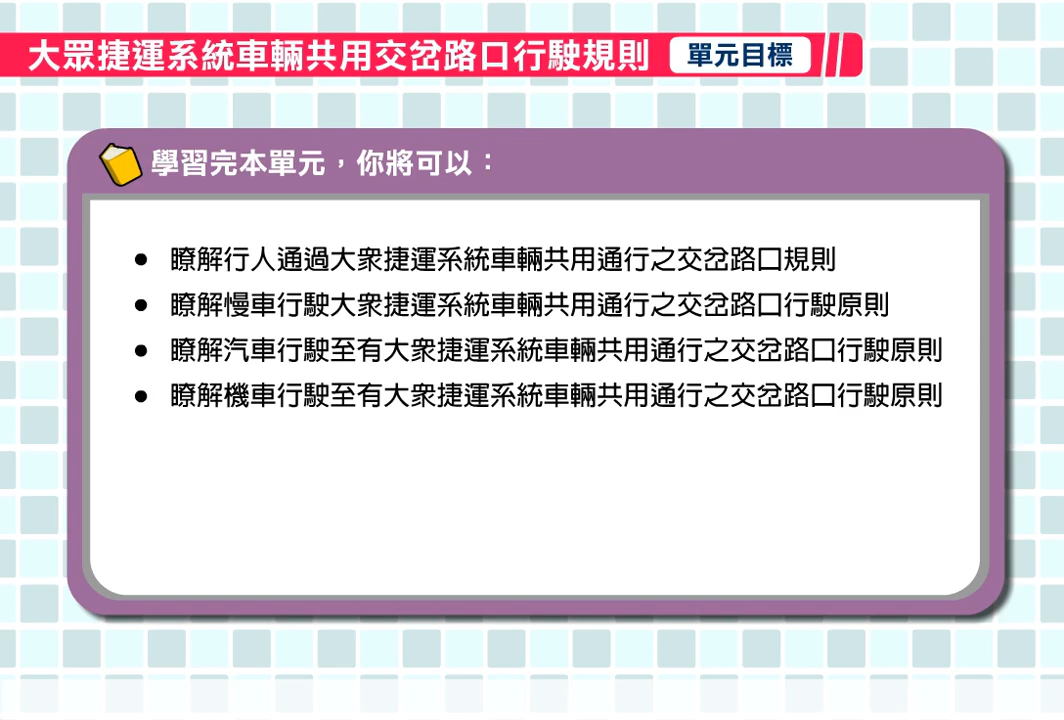 大眾捷運系統車輛共用交岔路口行駛規則 單元目標
學習完本單元，你將可以：
● 瞭解行人通過大眾捷運系統車輛共用通行之交岔路口規則
● 瞭解慢車行駛大眾捷運系統車輛共用通行之交岔路口行駛原則
● 瞭解汽車行駛至有大眾捷運系統車輛共用通行之交岔路口行駛原則
● 瞭解機車行駛至有大眾捷運系統車輛共用通行之交岔路口行駛原則